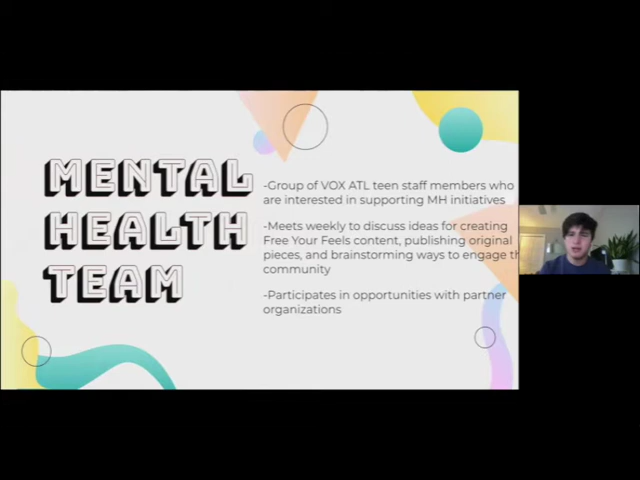 MENTAL
HEALTH
TEAM
-Group of VOX ATL teen staff members who
are interested in supporting MH initiatives
-Meets weekly to discuss ideas for creating
Free Your Feels content, publishing original
pieces, and brainstorming ways to engage th
community
-Participates in opportunities with partner
organizations